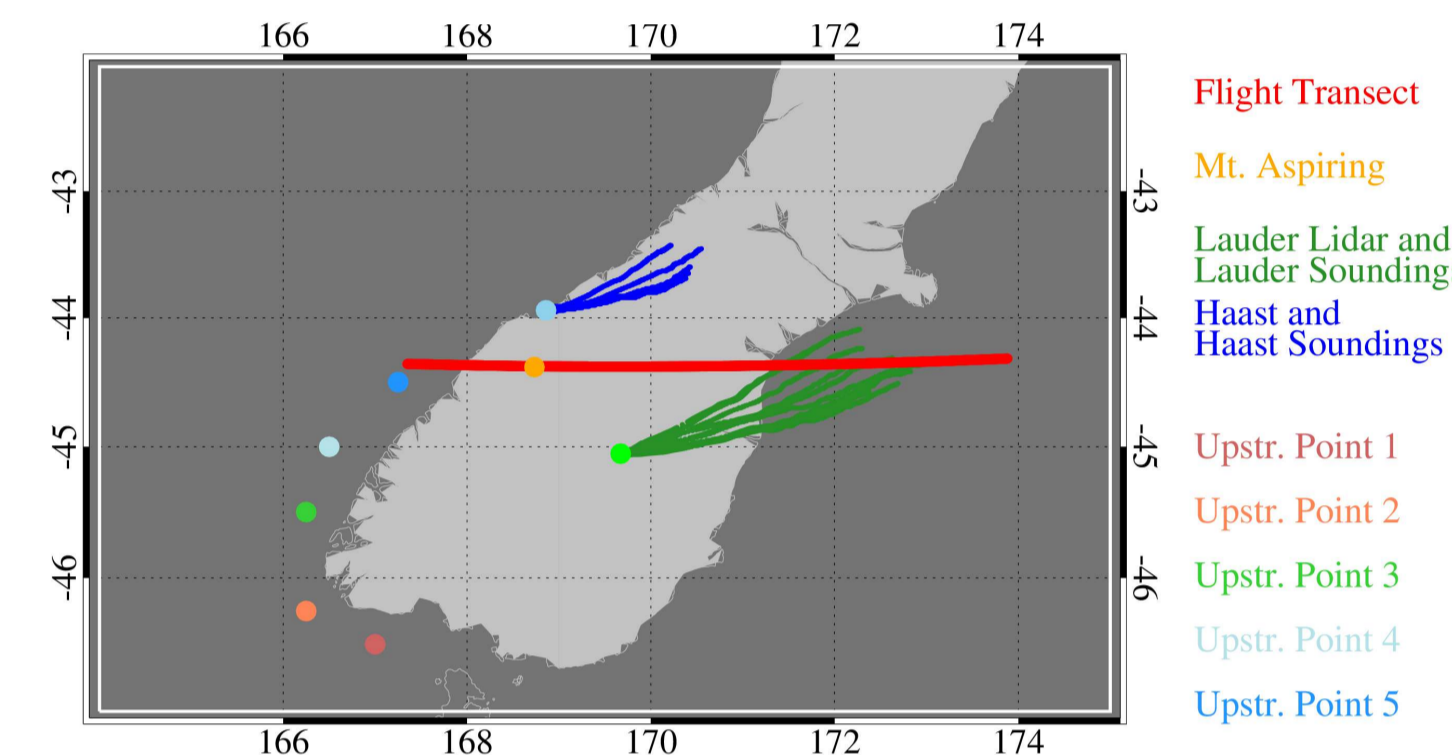 166 168 170 172 174
Flight Transect
Mt. Aspiring
-43 -43
Lauder Lidar and
Lauder Sounding
Haast and
Haast Soundings
-44 -44
-45 -45
Upstr. Point 1
Upstr. Point 2
-46 -46
Upstr. Point 3
Upstr. Point 4
Upstr. Point 5
166 168 170 172 174